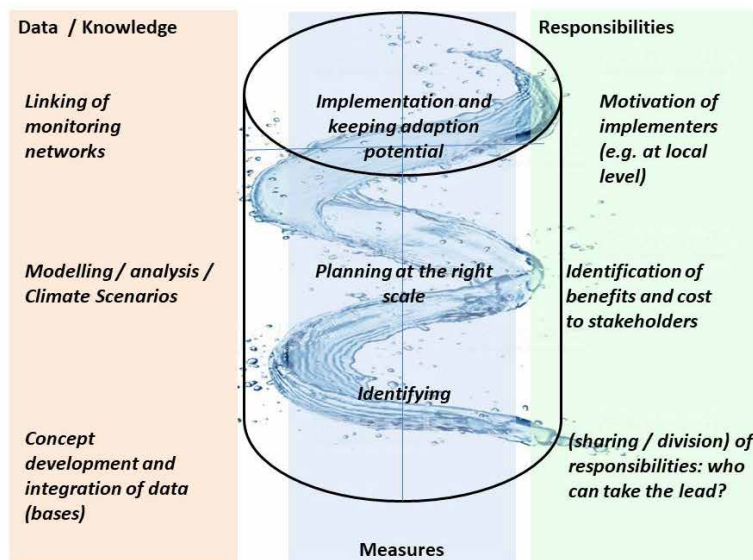 Data / Knowledge
Responsibilities
Linking of
monitoring
networks
Implementation and
keeping adaption
potential
Motivation of
implementers
(e.g. at local
level)
Modelling / analysis /
Climate Scenarios
Planning at the right
scale
Identification of
benefits and cost
to stakeholders
Identifying
Concept
development and
integration of data
(bases)
(sharing / division) of
responsibilities: who
can take the lead?
Measures